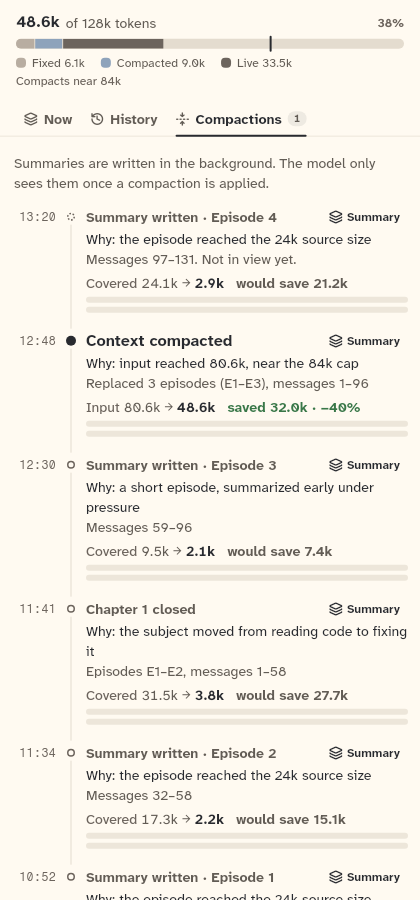 48.6k of 128k tokens 38%
Fixed 6.1k Compacted 9.0k Live 33.5k
Compacts near 84k
Now History Compactions 1
Summaries are written in the background. The model only
sees them once a compaction is applied.
13:20 Summary written · Episode 4 Summary
Why: the episode reached the 24k source size
Messages 97–131. Not in view yet.
Covered 24.1k → 2.9k would save 21.2k
12:48 Context compacted Summary
Why: input reached 80.6k, near the 84k cap
Replaced 3 episodes (E1–E3), messages 1–96
Input 80.6k → 48.6k saved 32.0k · −40%
12:30 Summary written · Episode 3 Summary
Why: a short episode, summarized early under
pressure
Messages 59–96
Covered 9.5k → 2.1k would save 7.4k
11:41 Chapter 1 closed Summary
Why: the subject moved from reading code to fixing
it
Episodes E1–E2, messages 1–58
Covered 31.5k → 3.8k would save 27.7k
11:34 Summary written · Episode 2 Summary
Why: the episode reached the 24k source size
Messages 32–58
Covered 17.3k → 2.2k would save 15.1k
10:52 Summary written · Episode 1 Summary
Why: the episode reached the 24k source size